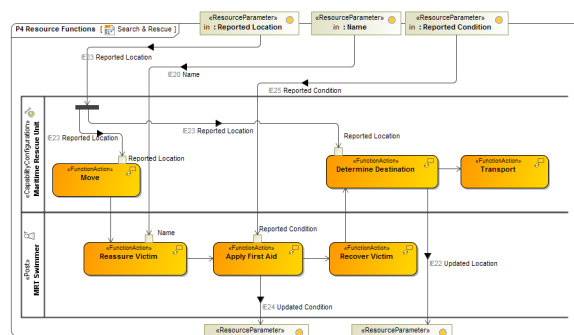 P4 Resource Functions [ Search & Rescue ]
«ResourceParameter»
in : Reported Location
«ResourceParameter»
in : Name
«ResourceParameter»
in : Reported Condition
E23 Reported Location
E20 Name
E25 Reported Condition
«CapabilityConfiguration»
Maritime Rescue Unit
E23 Reported Location
E23 Reported Location
Reported Location
Reported Location
«FunctionAction»
Move
«FunctionAction»
Determine Destination
«FunctionAction»
Transport
«Post»
MRT Swimmer
Name
Reported Condition
«FunctionAction»
Reassure Victim
«FunctionAction»
Apply First Aid
«FunctionAction»
Recover Victim
E22 Updated Location
E24 Updated Condition
«ResourceParameter»
«ResourceParameter»